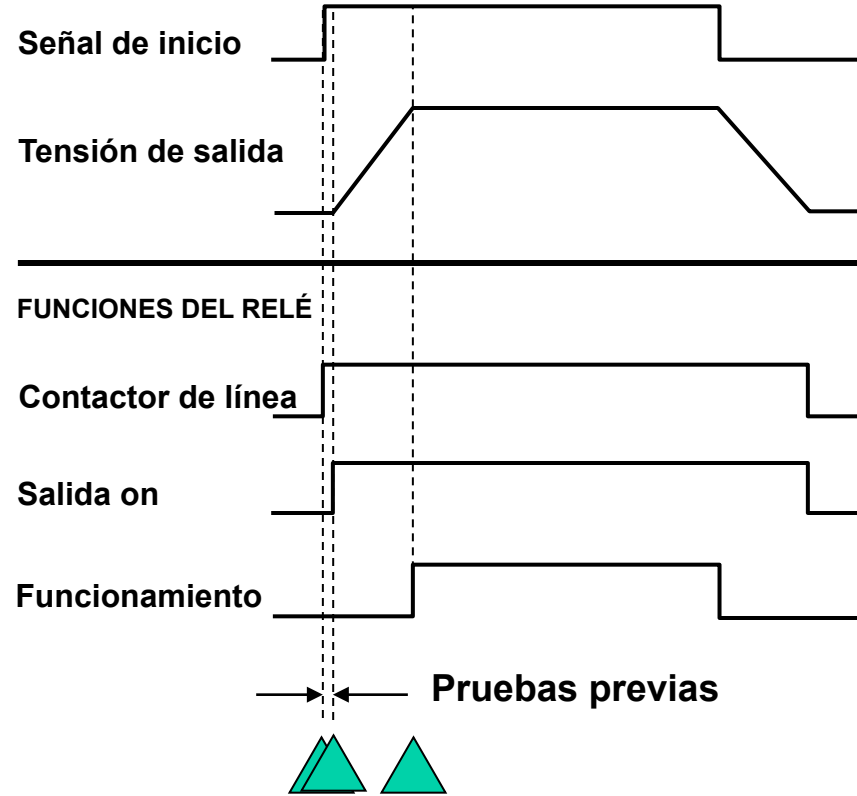 Señal de inicio
Tensión de salida
FUNCIONES DEL RELÉ
Contactor de línea
Salida on
Funcionamiento
Pruebas previas